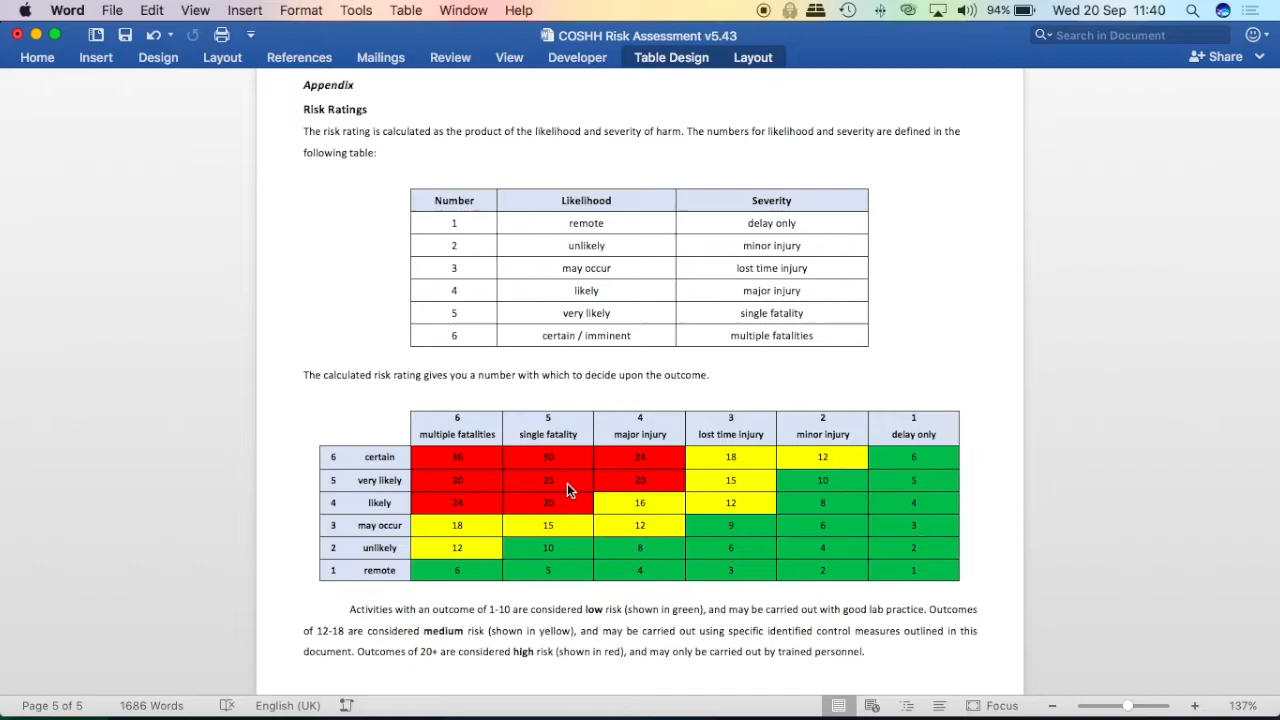 Word File Edit View Insert Format Tools Table Window Help 94% Wed 20 Sep 11:40
COSHH Risk Assessment v5.43 Search in Document
Home Insert Design Layout References Mailings Review View Developer Table Design Layout Share
Appendix
Risk Ratings
The risk rating is calculated as the product of the likelihood and severity of harm. The numbers for likelihood and severity are defined in the
following table:
Number Likelihood Severity
1 remote delay only
2 unlikely minor injury
3 may occur lost time injury
4 likely major injury
5 very likely single fatality
6 certain / imminent multiple fatalities
The calculated risk rating gives you a number with which to decide upon the outcome.
6 5 4 3 2 1
multiple fatalities single fatality major injury lost time injury minor injury delay only
6 certain 36 30 24 18 12 6
5 very likely 30 25 20 15 10 5
4 likely 24 20 16 12 8 4
3 may occur 18 15 12 9 6 3
2 unlikely 12 10 8 6 4 2
1 remote 6 5 4 3 2 1
Activities with an outcome of 1-10 are considered low risk (shown in green), and may be carried out with good lab practice. Outcomes
of 12-18 are considered medium risk (shown in yellow), and may be carried out using specific identified control measures outlined in this
document. Outcomes of 20+ are considered high risk (shown in red), and may only be carried out by trained personnel.
Page 5 of 5 1686 Words English (UK) Focus 137%